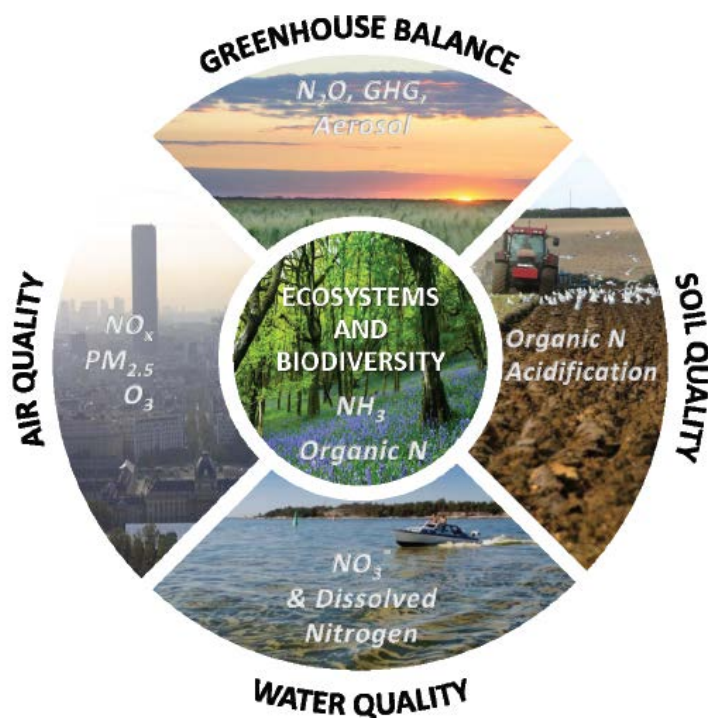 GREENHOUSE BALANCE
N₂O, GHG,
Aerosol
AIR QUALITY
NOₓ
PM₂.₅
O₃
ECOSYSTEMS
AND
BIODIVERSITY
NH₃
Organic N
SOIL QUALITY
Organic N
Acidification
NO₃⁻
& Dissolved
Nitrogen
WATER QUALITY